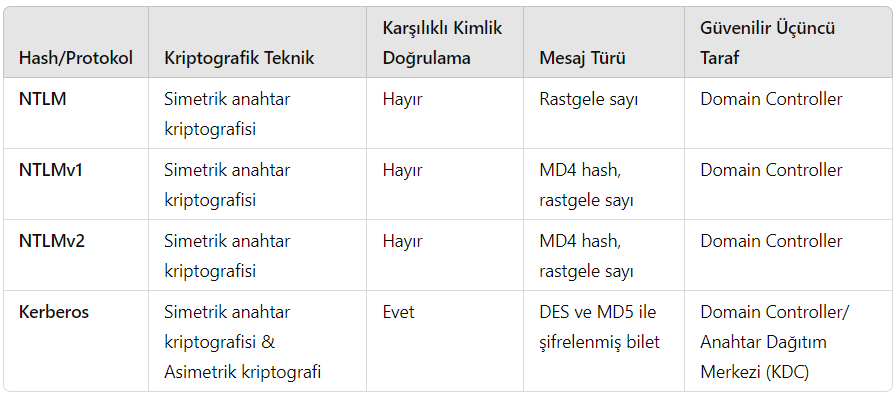 Hash/Protokol Kriptografik Teknik Karşılıklı Kimlik Doğrulama Mesaj Türü Güvenilir Üçüncü Taraf
NTLM Simetrik anahtar kriptografisi Hayır Rastgele sayı Domain Controller
NTLMv1 Simetrik anahtar kriptografisi Hayır MD4 hash, rastgele sayı Domain Controller
NTLMv2 Simetrik anahtar kriptografisi Hayır MD4 hash, rastgele sayı Domain Controller
Kerberos Simetrik anahtar kriptografisi & Asimetrik kriptografi Evet DES ve MD5 ile şifrelenmiş bilet Domain Controller/ Anahtar Dağıtım Merkezi (KDC)